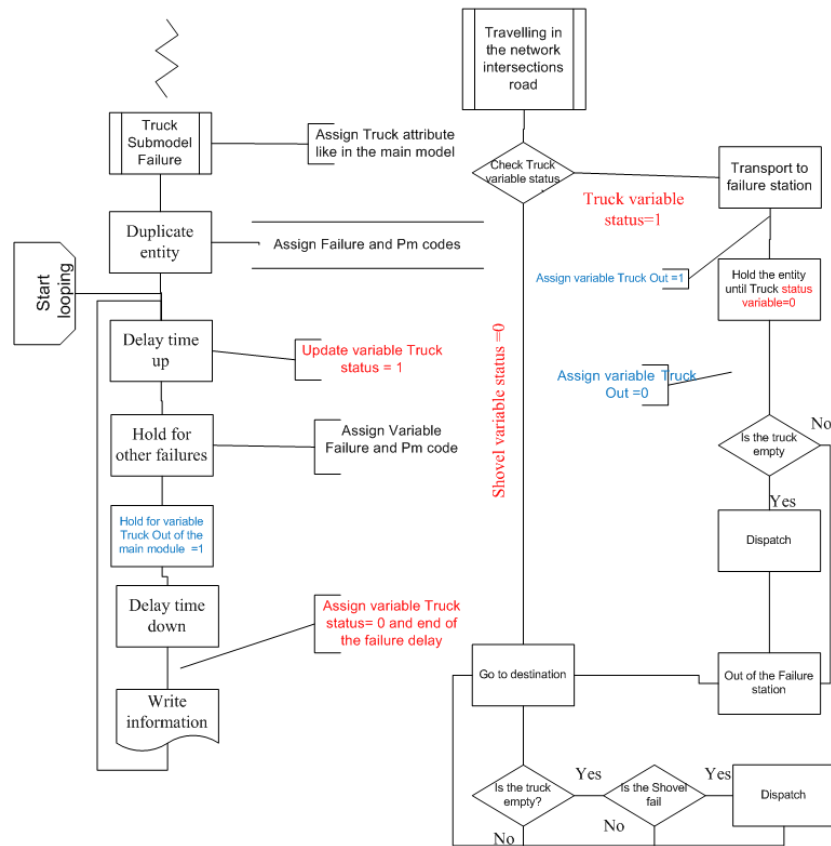 Truck
Submodel
Failure
Assign Truck attribute
like in the main model
Duplicate
entity
Assign Failure and Pm codes
Start
looping
Delay time
up
Update variable Truck
status = 1
Hold for
other failures
Assign Variable
Failure and Pm code
Hold for variable
Truck Out of the
main module =1
Delay time
down
Assign variable Truck
status= 0 and end of
the failure delay
Write
information
Travelling in
the network
intersections
road
Check Truck
variable status
Truck variable
status=1
Transport to
failure station
Assign variable Truck Out =1
Hold the entity
until Truck status
variable=0
Shovel variable status =0
Assign variable Truck
Out =0
Is the truck
empty
No
Yes
Dispatch
Go to destination
Out of the Failure
station
Is the truck
empty?
Yes
Is the Shovel
fail
Yes
Dispatch
No
No